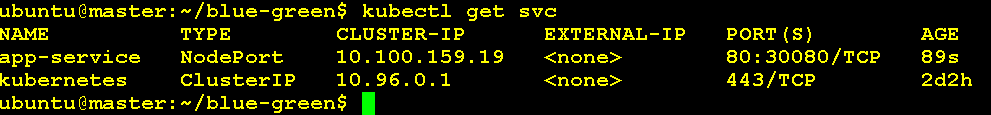 ubuntu@master:~/blue-green$ kubectl get svc
NAME TYPE CLUSTER-IP EXTERNAL-IP PORT(S) AGE
app-service NodePort 10.100.159.19 <none> 80:30080/TCP 89s
kubernetes ClusterIP 10.96.0.1 <none> 443/TCP 2d2h
ubuntu@master:~/blue-green$